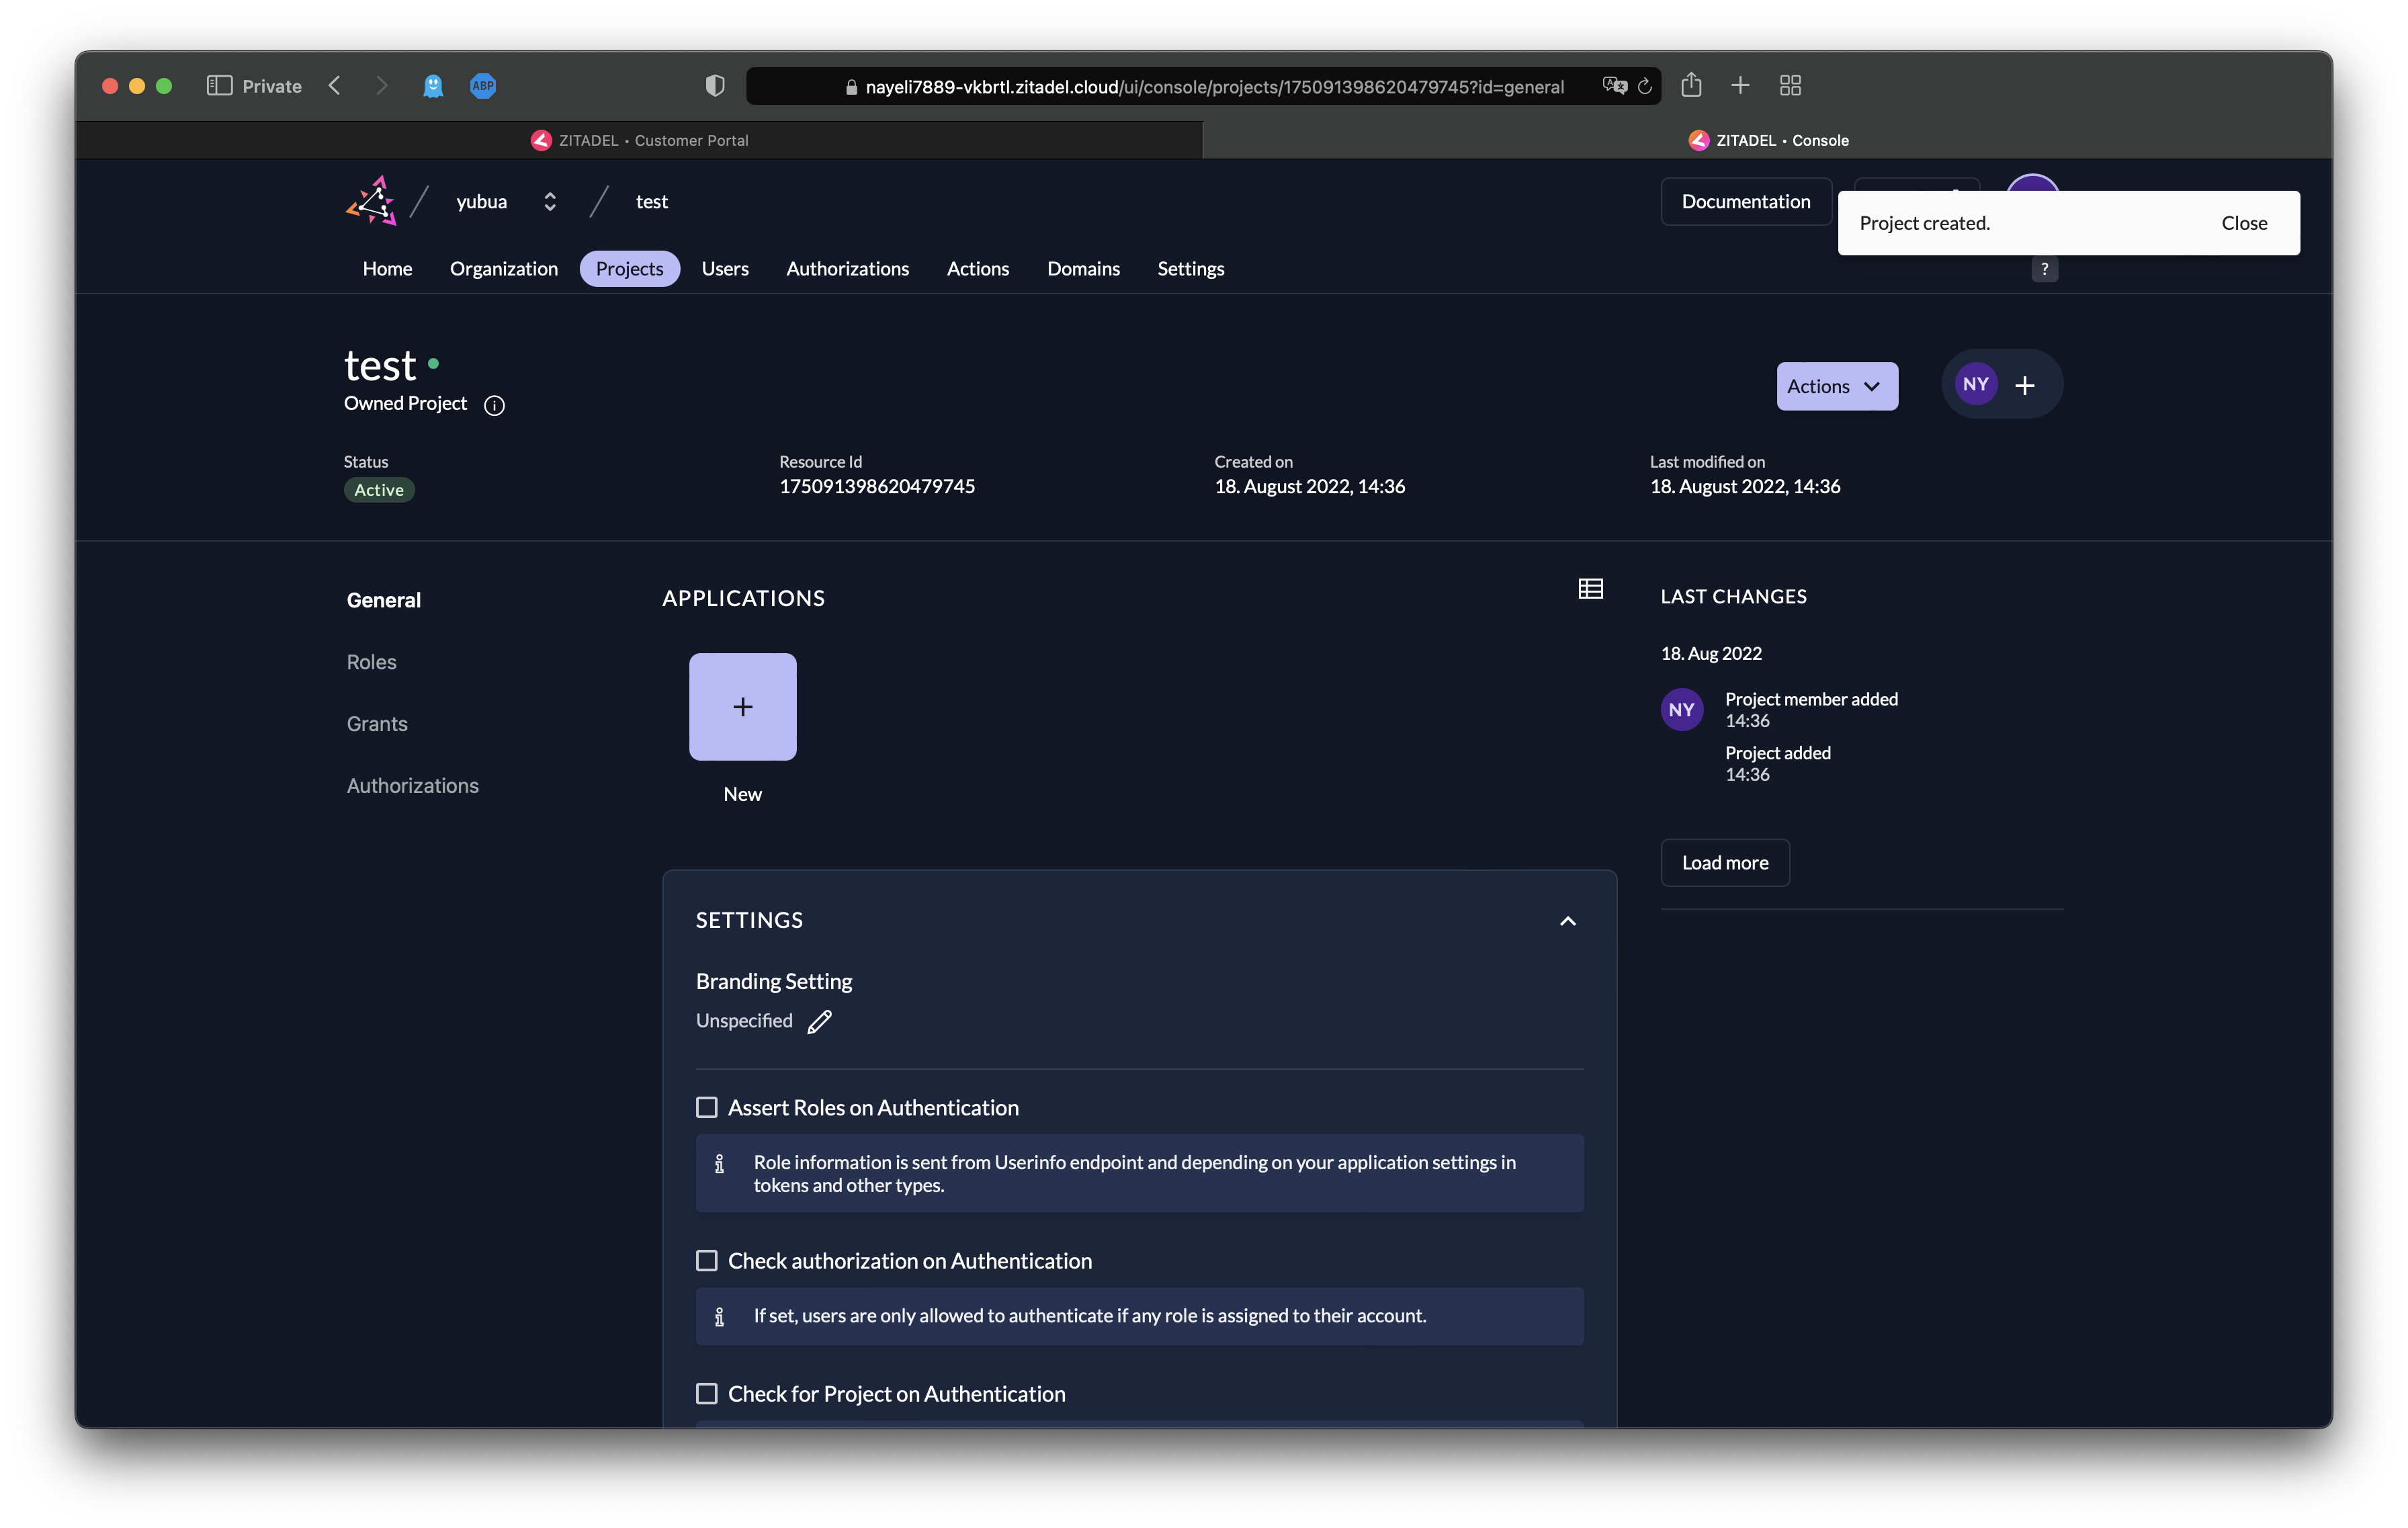 Private
ABP
nayeli7889-vkbrtl.zitadel.cloud/ui/console/projects/175091398620479745?id=general
ZITADEL • Customer Portal
ZITADEL • Console
yubua
test
Documentation
Project created.
Close
Home
Organization
Projects
Users
Authorizations
Actions
Domains
Settings
?
test
Owned Project
Actions
NY
Status
Resource Id
Created on
Last modified on
Active
175091398620479745
18. August 2022, 14:36
18. August 2022, 14:36
General
Roles
Grants
Authorizations
APPLICATIONS
New
SETTINGS
Branding Setting
Unspecified
Assert Roles on Authentication
Role information is sent from Userinfo endpoint and depending on your application settings in
tokens and other types.
Check authorization on Authentication
If set, users are only allowed to authenticate if any role is assigned to their account.
Check for Project on Authentication
LAST CHANGES
18. Aug 2022
NY
Project member added
14:36
Project added
14:36
Load more